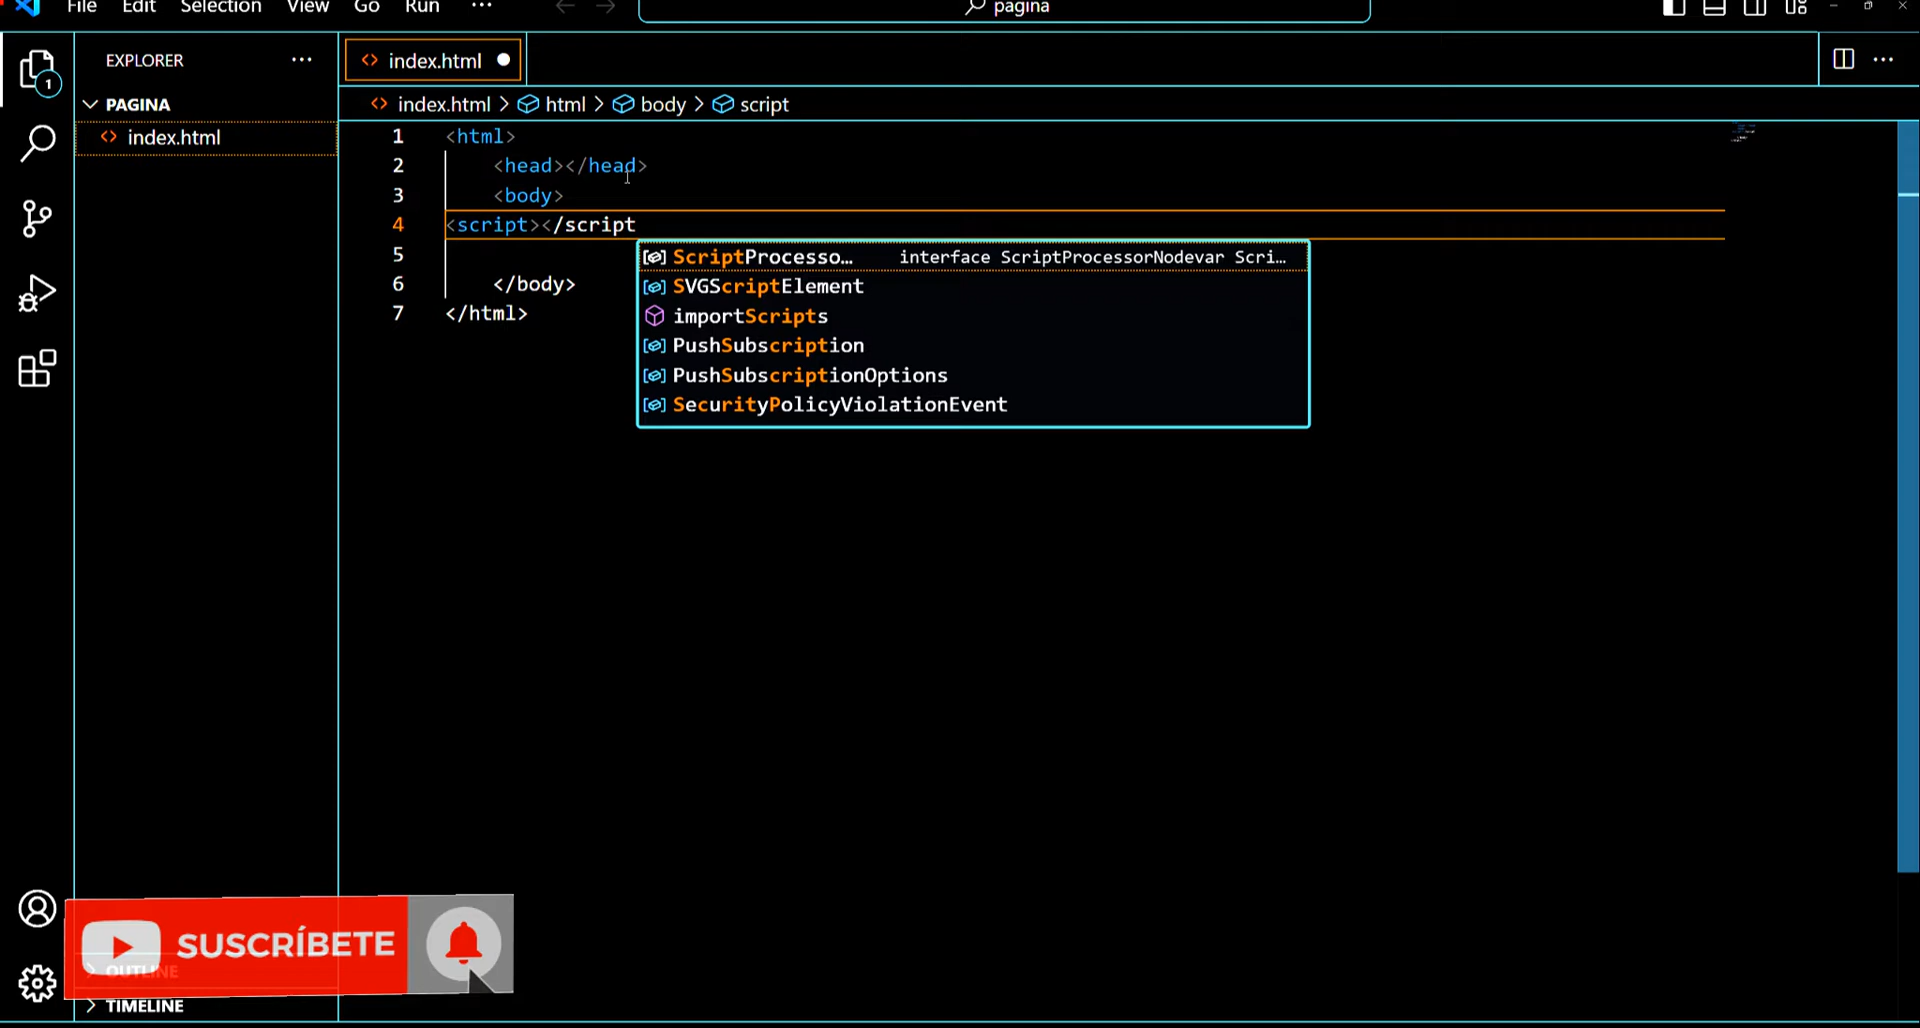 File Edit Selection View Go Run ···
pagina
EXPLORER ···
index.html
1
PAGINA
index.html
index.html > html > body > script
1 <html>
2 <head></head>
3 <body>
4 <script></script
5
6 </body>
7 </html>
ScriptProcesso… interface ScriptProcessorNodevar Scri…
SVGScriptElement
importScripts
PushSubscription
PushSubscriptionOptions
SecurityPolicyViolationEvent
SUSCRÍBETE
OUTLINE
TIMELINE